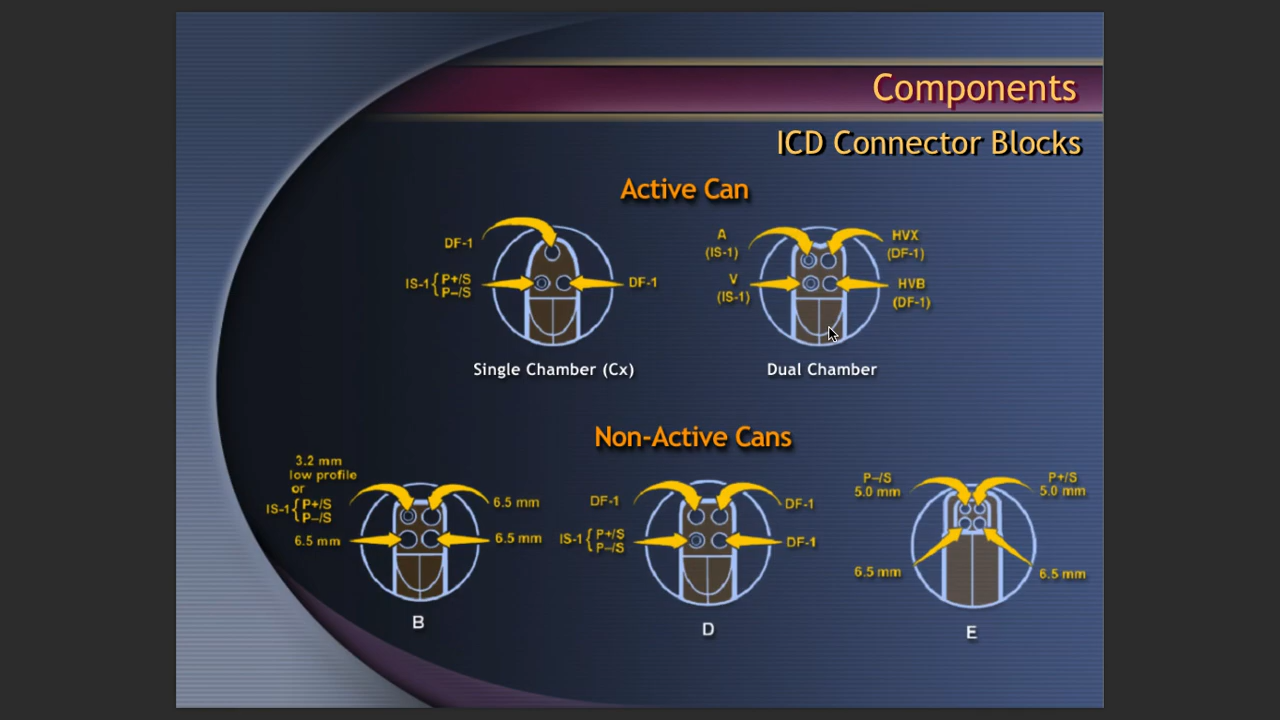 Components
ICD Connector Blocks
Active Can
DF-1
IS-1{P+/S
P–/S
DF-1
Single Chamber (Cx)
A
(IS-1)
V
(IS-1)
HVX
(DF-1)
HVB
(DF-1)
Dual Chamber
Non-Active Cans
3.2 mm
low profile
or
IS-1{P+/S
P–/S
6.5 mm
6.5 mm
6.5 mm
B
DF-1
IS-1{P+/S
P–/S
DF-1
DF-1
D
P–/S
5.0 mm
P+/S
5.0 mm
6.5 mm
6.5 mm
E